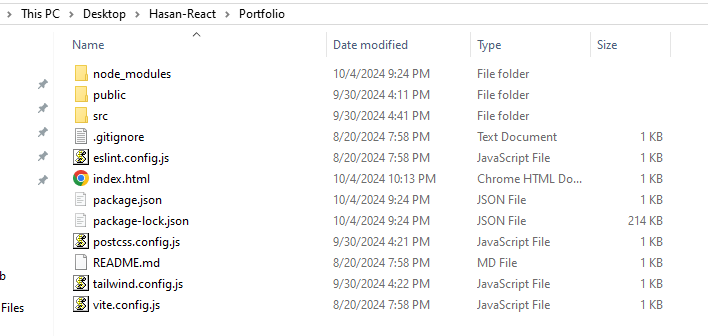 This PC > Desktop > Hasan-React > Portfolio
Name Date modified Type Size
node_modules 10/4/2024 9:24 PM File folder
public 9/30/2024 4:11 PM File folder
src 9/30/2024 4:41 PM File folder
.gitignore 8/20/2024 7:58 PM Text Document 1 KB
eslint.config.js 8/20/2024 7:58 PM JavaScript File 1 KB
index.html 10/4/2024 10:13 PM Chrome HTML Do... 1 KB
package.json 10/4/2024 9:24 PM JSON File 1 KB
package-lock.json 10/4/2024 9:24 PM JSON File 214 KB
postcss.config.js 9/30/2024 4:21 PM JavaScript File 1 KB
README.md 8/20/2024 7:58 PM MD File 1 KB
b tailwind.config.js 9/30/2024 4:22 PM JavaScript File 1 KB
Files vite.config.js 8/20/2024 7:58 PM JavaScript File 1 KB